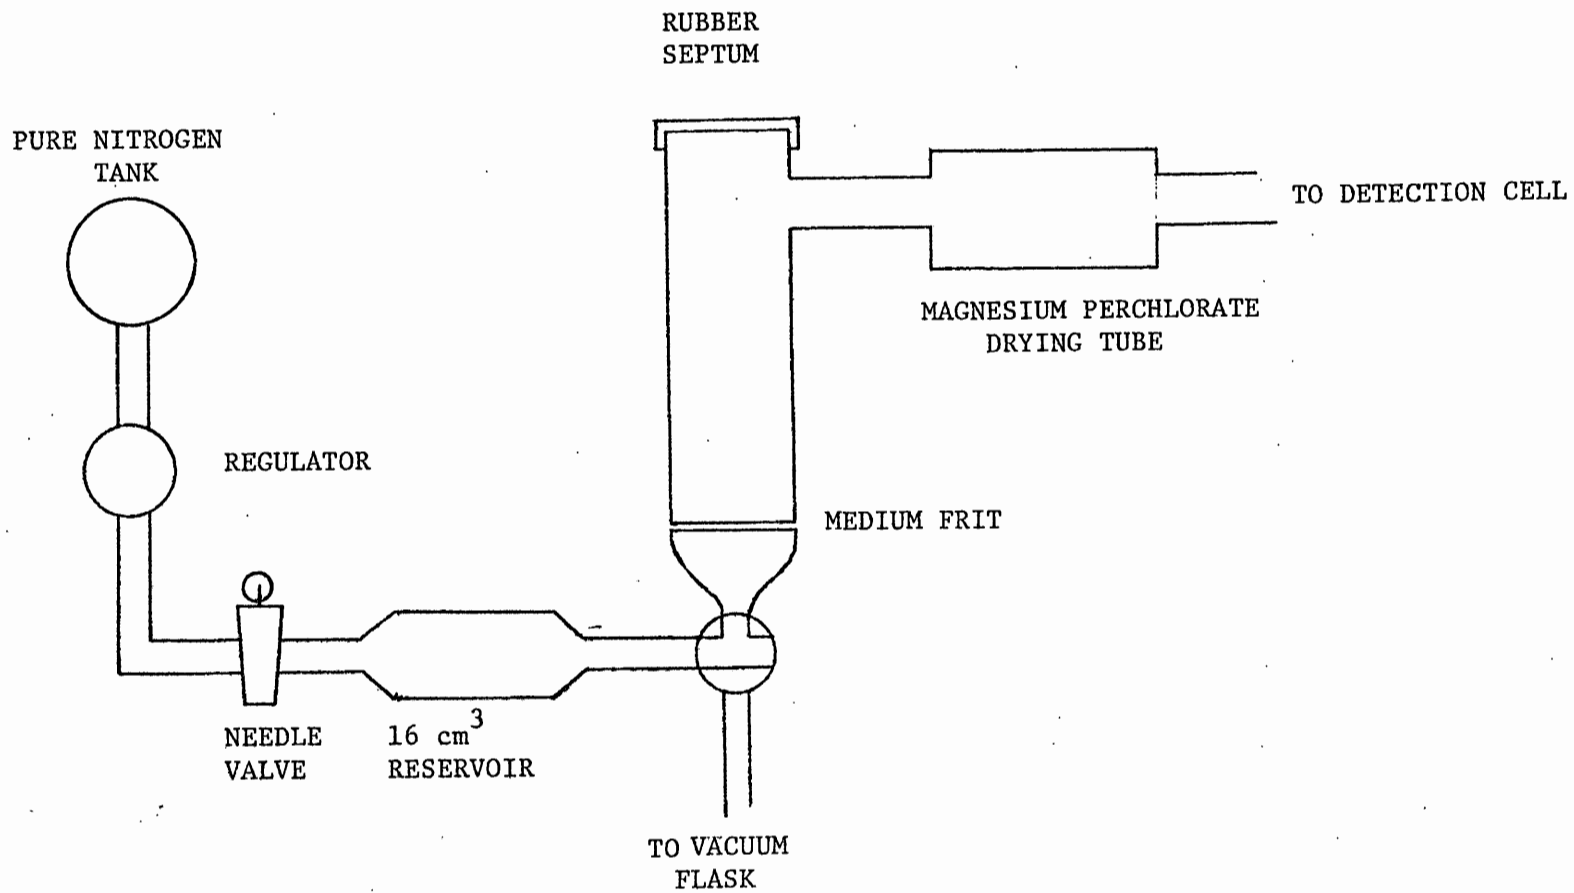 RUBBER
SEPTUM
PURE NITROGEN
TANK
TO DETECTION CELL
MAGNESIUM PERCHLORATE
DRYING TUBE
REGULATOR
MEDIUM FRIT
NEEDLE
VALVE
16 cm³
RESERVOIR
TO VACUUM
FLASK